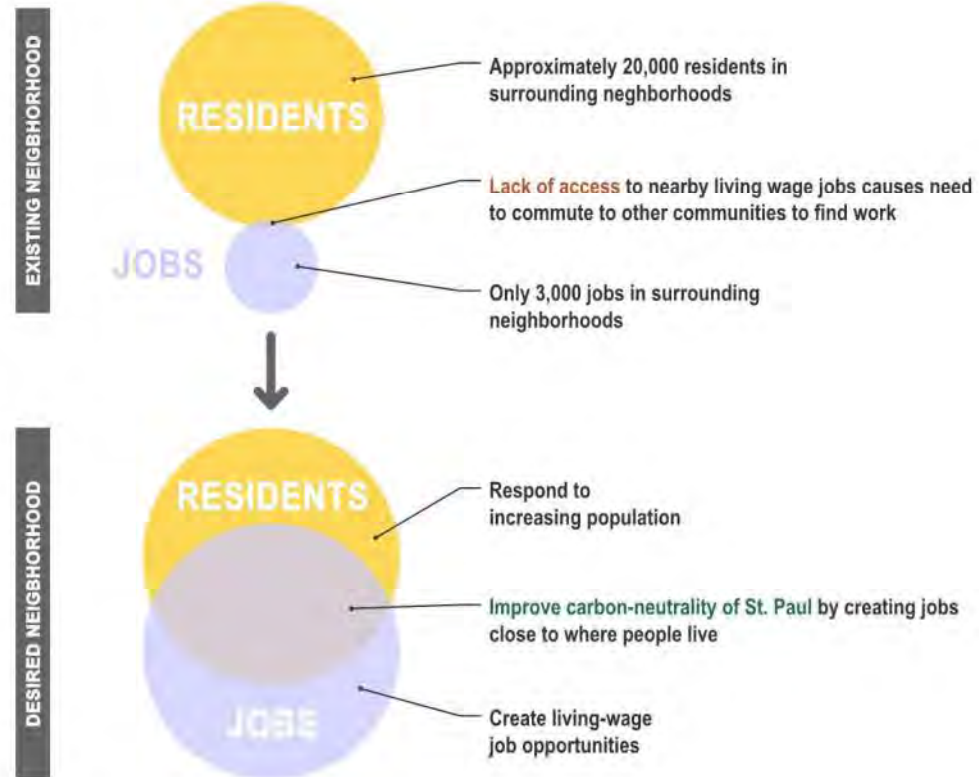 EXISTING NEIGBHORHOOD
RESIDENTS
Approximately 20,000 residents in
surrounding neghborhoods
Lack of access to nearby living wage jobs causes need
to commute to other communities to find work
JOBS
Only 3,000 jobs in surrounding
neighborhoods
DESIRED NEIGBHORHOOD
RESIDENTS
Respond to
increasing population
Improve carbon-neutrality of St. Paul by creating jobs
close to where people live
JOBS
Create living-wage
job opportunities